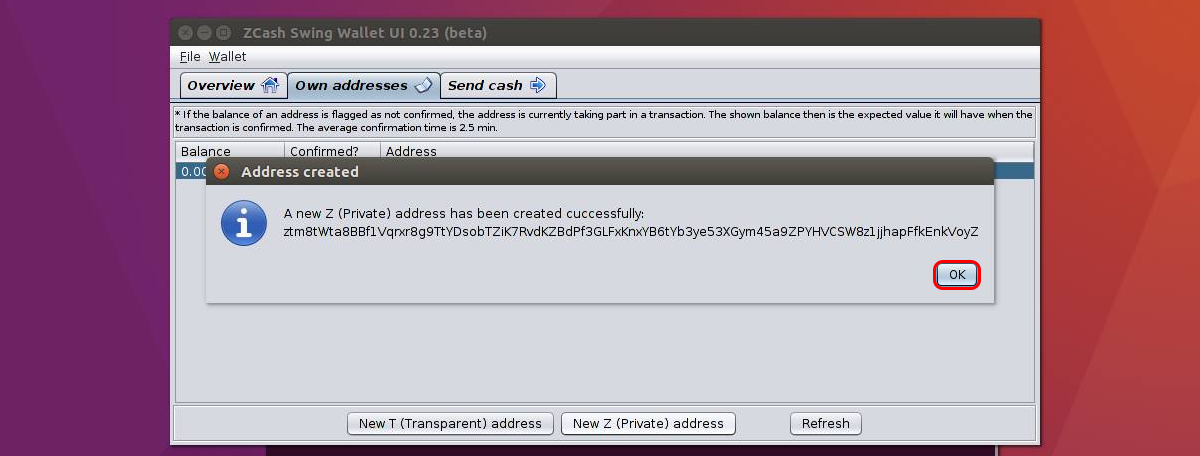 ZCash Swing Wallet UI 0.23 (beta)
File Wallet
Overview Own addresses Send cash
* If the balance of an address is flagged as not confirmed, the address is currently taking part in a transaction. The shown balance then is the expected value it will have when the
transaction is confirmed. The average confirmation time is 2.5 min.
Balance Confirmed? Address
0.00
Address created
A new Z (Private) address has been created cuccessfully:
ztm8tWta8BBf1Vqrxr8g9TtYDsobTZiK7RvdKZBdPf3GLFxKnxYB6tYb3ye53XGym45a9ZPYHVCSW8z1jjhapFfkEnkVoyZ
OK
New T (Transparent) address New Z (Private) address Refresh